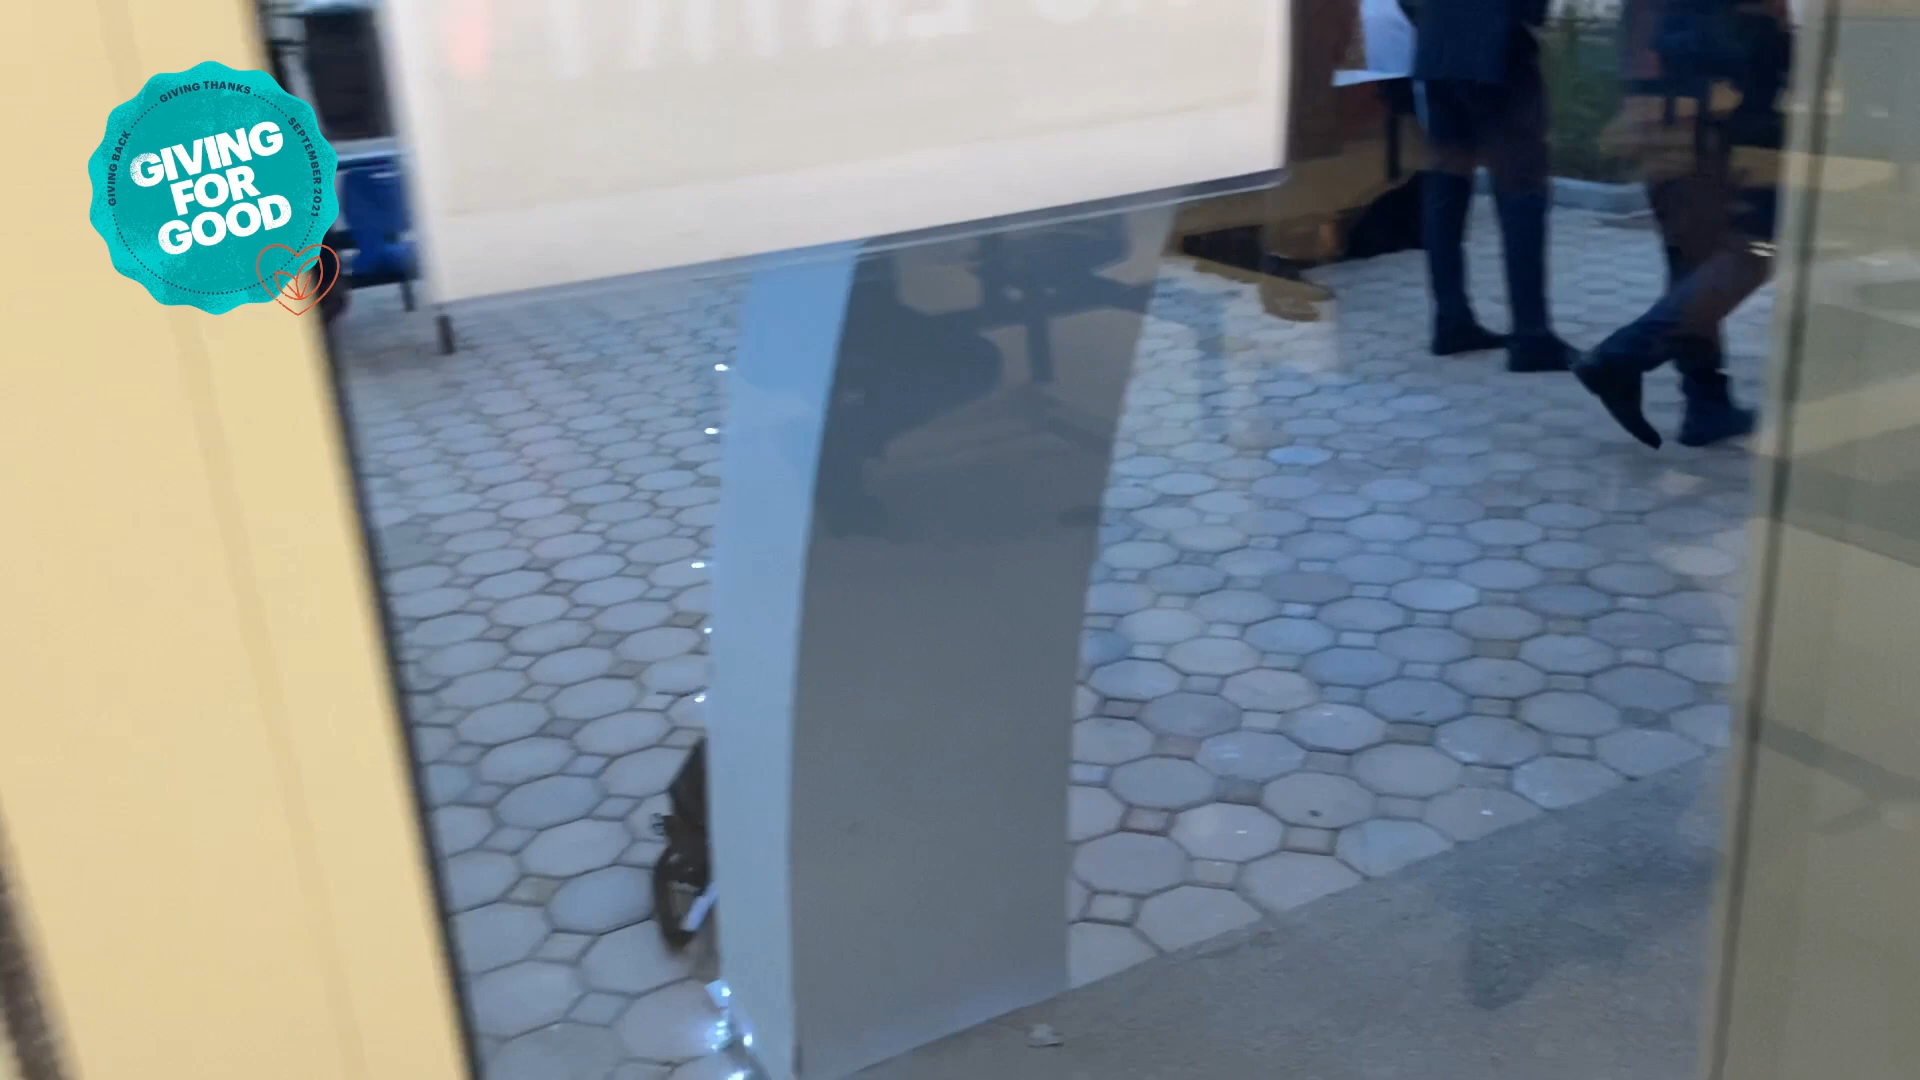 GIVING THANKS
GIVING BACK
SEPTEMBER 2021
GIVING
FOR
GOOD